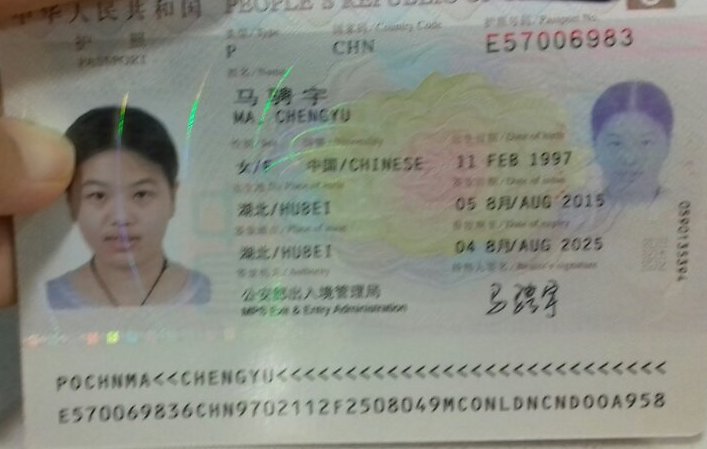 中华人民共和国 PEOPLE'S REPUBLIC OF
护照 PASSPORT
类型/Type 国家码/Country Code 护照号码/Passport No.
P CHN E57006983
姓名/Name
马骋宇
MA, CHENGYU
性别/Sex 国籍/Nationality 出生日期/Date of birth
女/F 中国/CHINESE 11 FEB 1997
出生地点/Place of birth 签发日期/Date of issue
湖北/HUBEI 05 8月/AUG 2015
签发地点/Place of issue 有效期至/Date of expiry
湖北/HUBEI 04 8月/AUG 2025
签发机关/Authority 持照人签名/Bearer's signature
公安部出入境管理局
MPS Exit & Entry Administration
马骋宇
POCHNMA<<CHENGYU<<<<<<<<<<<<<<<<<<<<<<<<<<<<
E570069836CHN9702112F2508049MCONLDNCNDOOA958